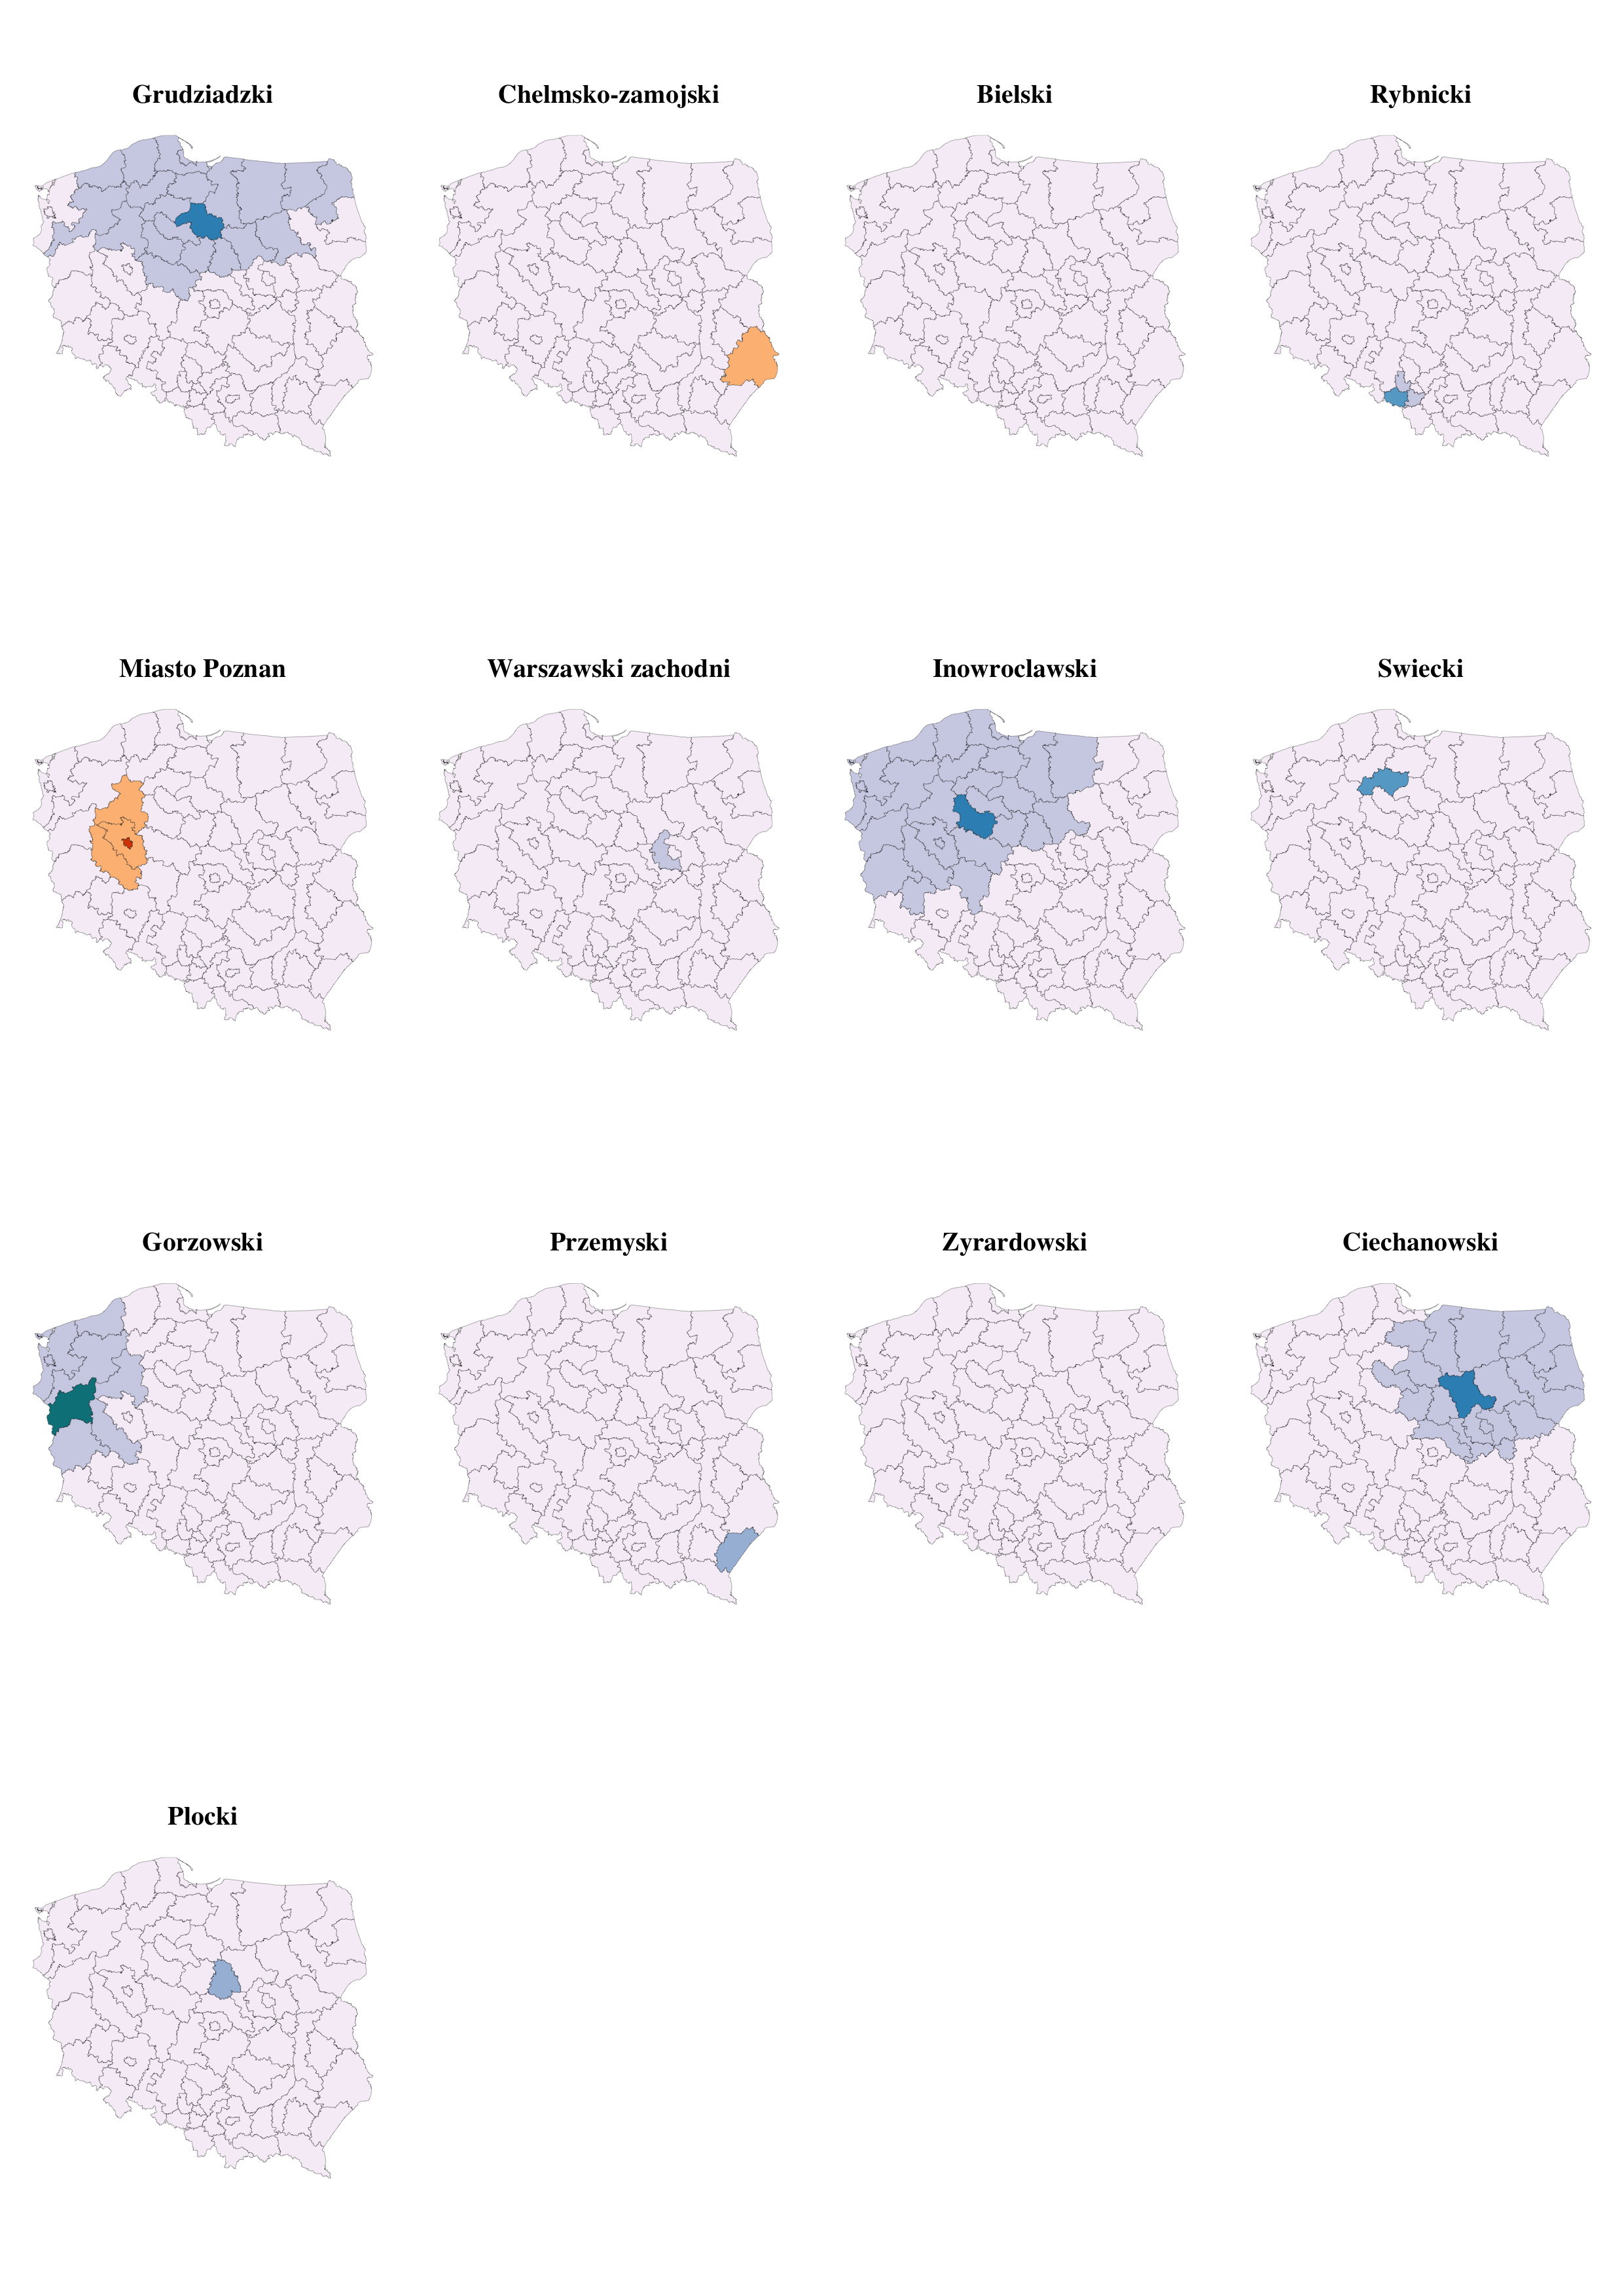 Grudziadzki
Chelmsko-zamojski
Bielski
Rybnicki
Miasto Poznan
Warszawski zachodni
Inowroclawski
Swiecki
Gorzowski
Przemyski
Zyrardowski
Ciechanowski
Plocki